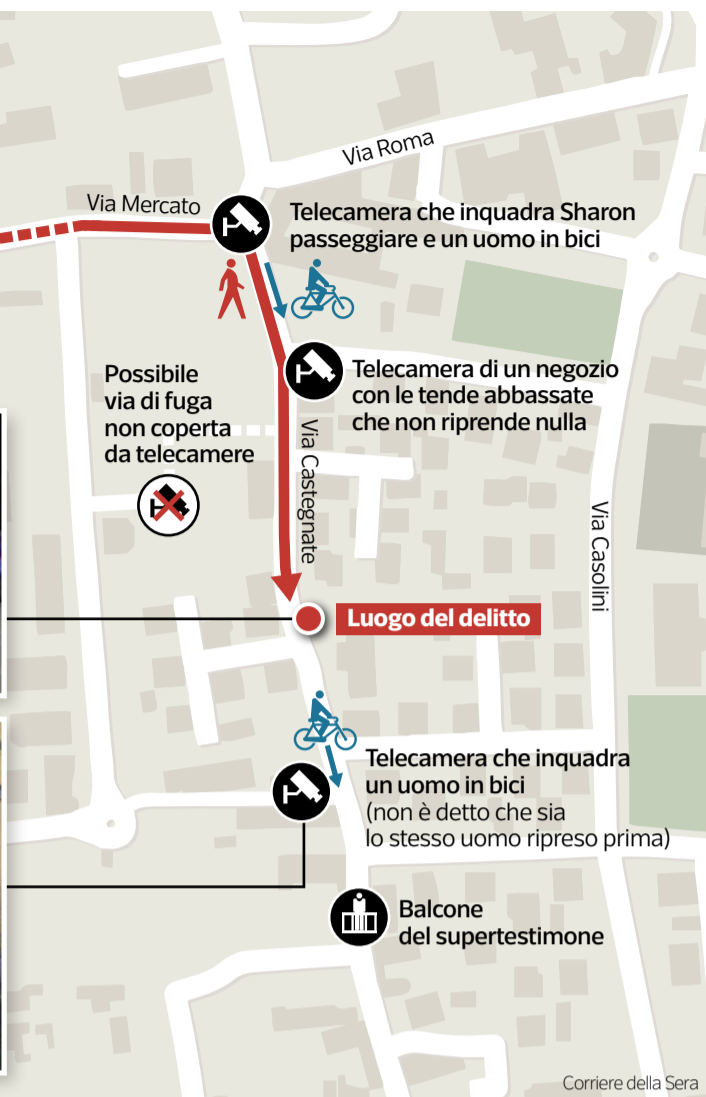 Via Roma
Via Mercato
Telecamera che inquadra Sharon
passeggiare e un uomo in bici
Telecamera di un negozio
con le tende abbassate
che non riprende nulla
Possibile
via di fuga
non coperta
da telecamere
Via Castegnate
Via Casolini
Luogo del delitto
Telecamera che inquadra
un uomo in bici
(non è detto che sia
lo stesso uomo ripreso prima)
Balcone
del supertestimone
Corriere della Sera